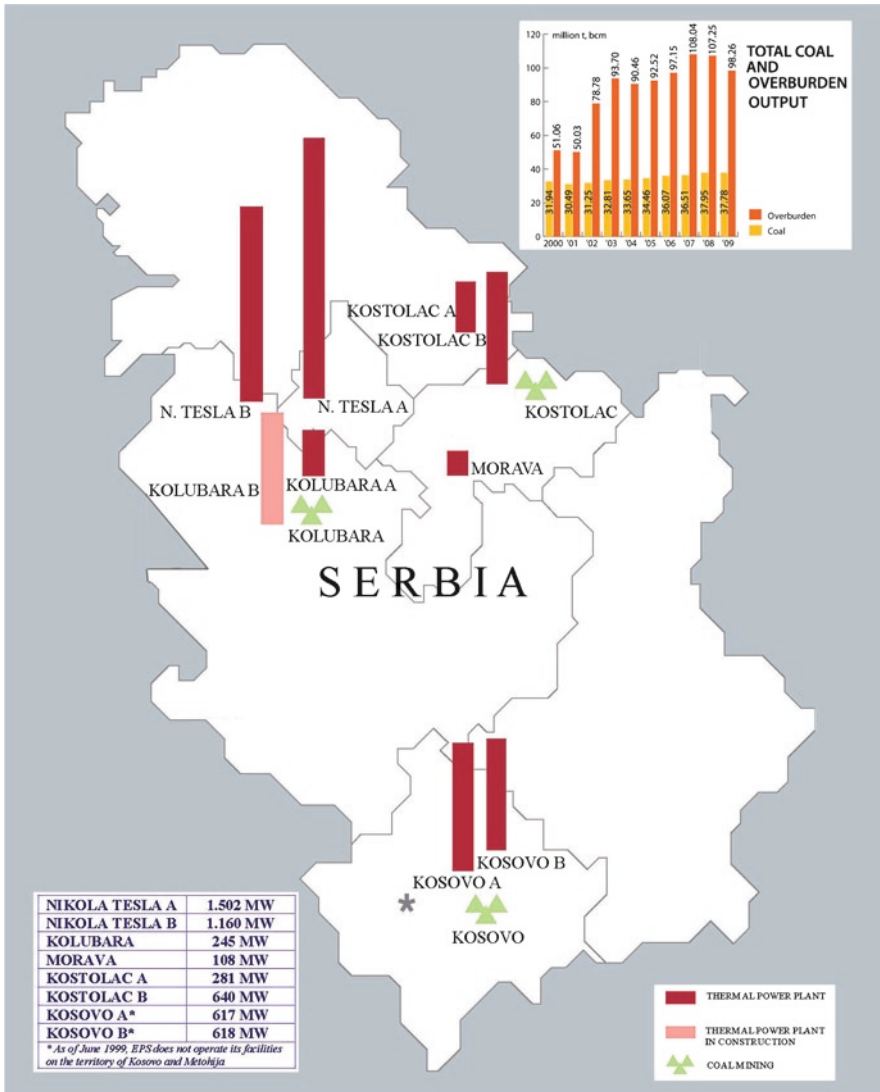 million t, bcm
TOTAL COAL
AND
OVERBURDEN
OUTPUT
120
100
80
60
40
20
0
31.94
51.06
30.49
50.03
31.25
78.78
32.81
93.70
33.65
90.46
34.46
92.52
36.07
97.15
36.51
108.04
37.95
107.25
37.78
98.26
2000 '01 '02 '03 '04 '05 '06 '07 '08 '09
Overburden
Coal
KOSTOLAC A
KOSTOLAC B
KOSTOLAC
N. TESLA B
N. TESLA A
MORAVA
KOLUBARA B
KOLUBARA A
KOLUBARA
SERBIA
KOSOVO B
KOSOVO A
*
KOSOVO
NIKOLA TESLA A 1.502 MW
NIKOLA TESLA B 1.160 MW
KOLUBARA 245 MW
MORAVA 108 MW
KOSTOLAC A 281 MW
KOSTOLAC B 640 MW
KOSOVO A* 617 MW
KOSOVO B* 618 MW
* As of June 1999, EPS does not operate its facilities
on the territory of Kosovo and Metohija
THERMAL POWER PLANT
THERMAL POWER PLANT
IN CONSTRUCTION
COAL MINING